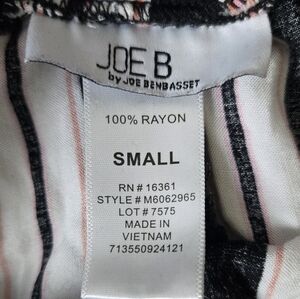 JOE B
by JOE BENBASSET
100% RAYON
SMALL
RN # 16361
STYLE # M6062965
LOT # 7575
MADE IN
VIETNAM
713550924121